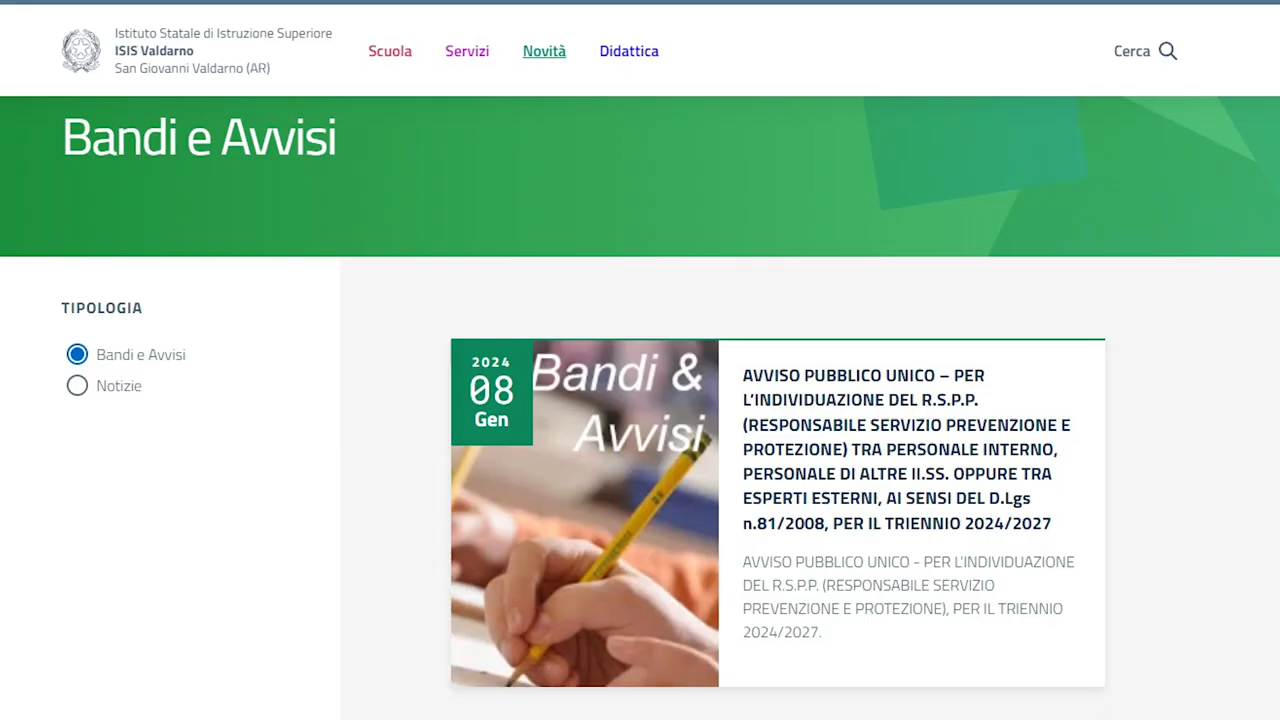 Istituto Statale di Istruzione Superiore
ISIS Valdarno
San Giovanni Valdarno (AR)
Scuola
Servizi
Novità
Didattica
Cerca
Bandi e Avvisi
TIPOLOGIA
Bandi e Avvisi
Notizie
2024
08
Gen
Bandi &
Avvisi
AVVISO PUBBLICO UNICO – PER
L'INDIVIDUAZIONE DEL R.S.P.P.
(RESPONSABILE SERVIZIO PREVENZIONE E
PROTEZIONE) TRA PERSONALE INTERNO,
PERSONALE DI ALTRE II.SS. OPPURE TRA
ESPERTI ESTERNI, AI SENSI DEL D.Lgs
n.81/2008, PER IL TRIENNIO 2024/2027
AVVISO PUBBLICO UNICO - PER L'INDIVIDUAZIONE
DEL R.S.P.P. (RESPONSABILE SERVIZIO
PREVENZIONE E PROTEZIONE), PER IL TRIENNIO
2024/2027.